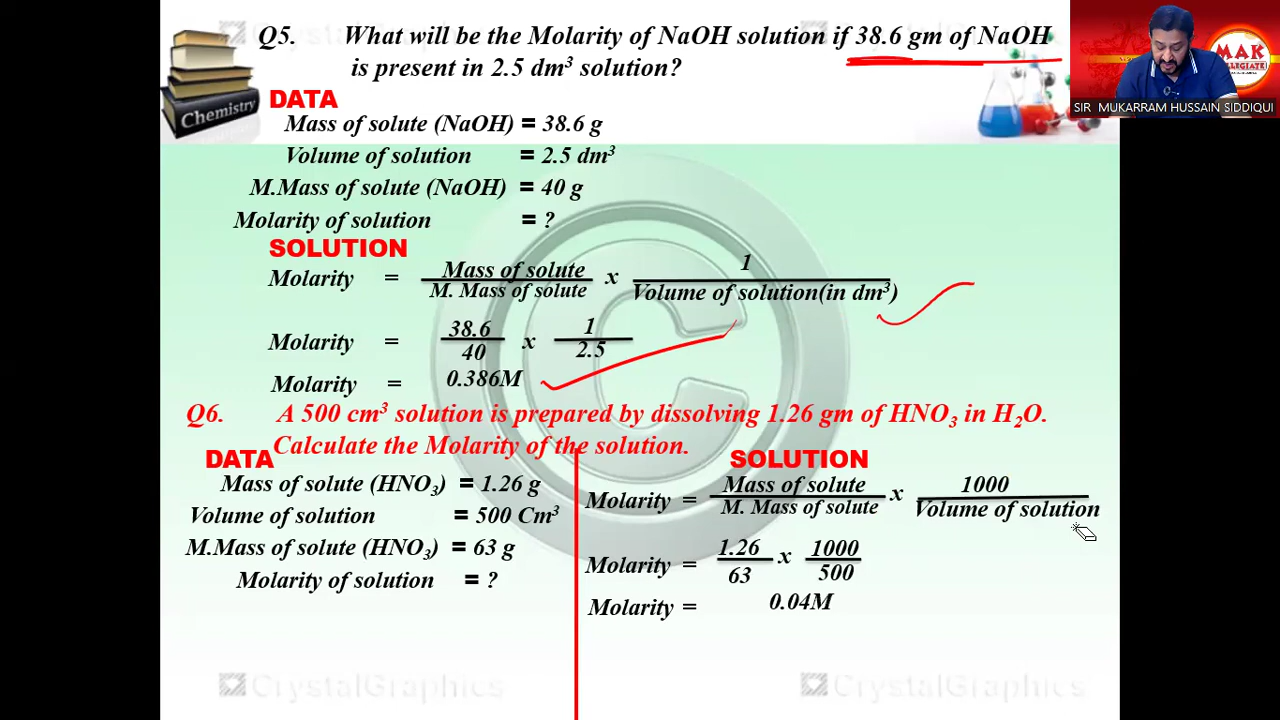 Q5. What will be the Molarity of NaOH solution if 38.6 gm of NaOH
is present in 2.5 dm³ solution?
DATA
Mass of solute (NaOH) = 38.6 g
Volume of solution = 2.5 dm³
M.Mass of solute (NaOH) = 40 g
Molarity of solution = ?
SOLUTION
Molarity = Mass of solute / M. Mass of solute x 1 / Volume of solution(in dm³)
Molarity = 38.6 / 40 x 1 / 2.5
Molarity = 0.386M
Q6. A 500 cm³ solution is prepared by dissolving 1.26 gm of HNO₃ in H₂O.
Calculate the Molarity of the solution.
DATA
Mass of solute (HNO₃) = 1.26 g
Volume of solution = 500 Cm³
M.Mass of solute (HNO₃) = 63 g
Molarity of solution = ?
SOLUTION
Molarity = Mass of solute / M. Mass of solute x 1000 / Volume of solution
Molarity = 1.26 / 63 x 1000 / 500
Molarity = 0.04M
Chemistry
MAK
SIR MUKARRAM HUSSAIN SIDDIQUI
CrystalGraphics
CrystalGraphics